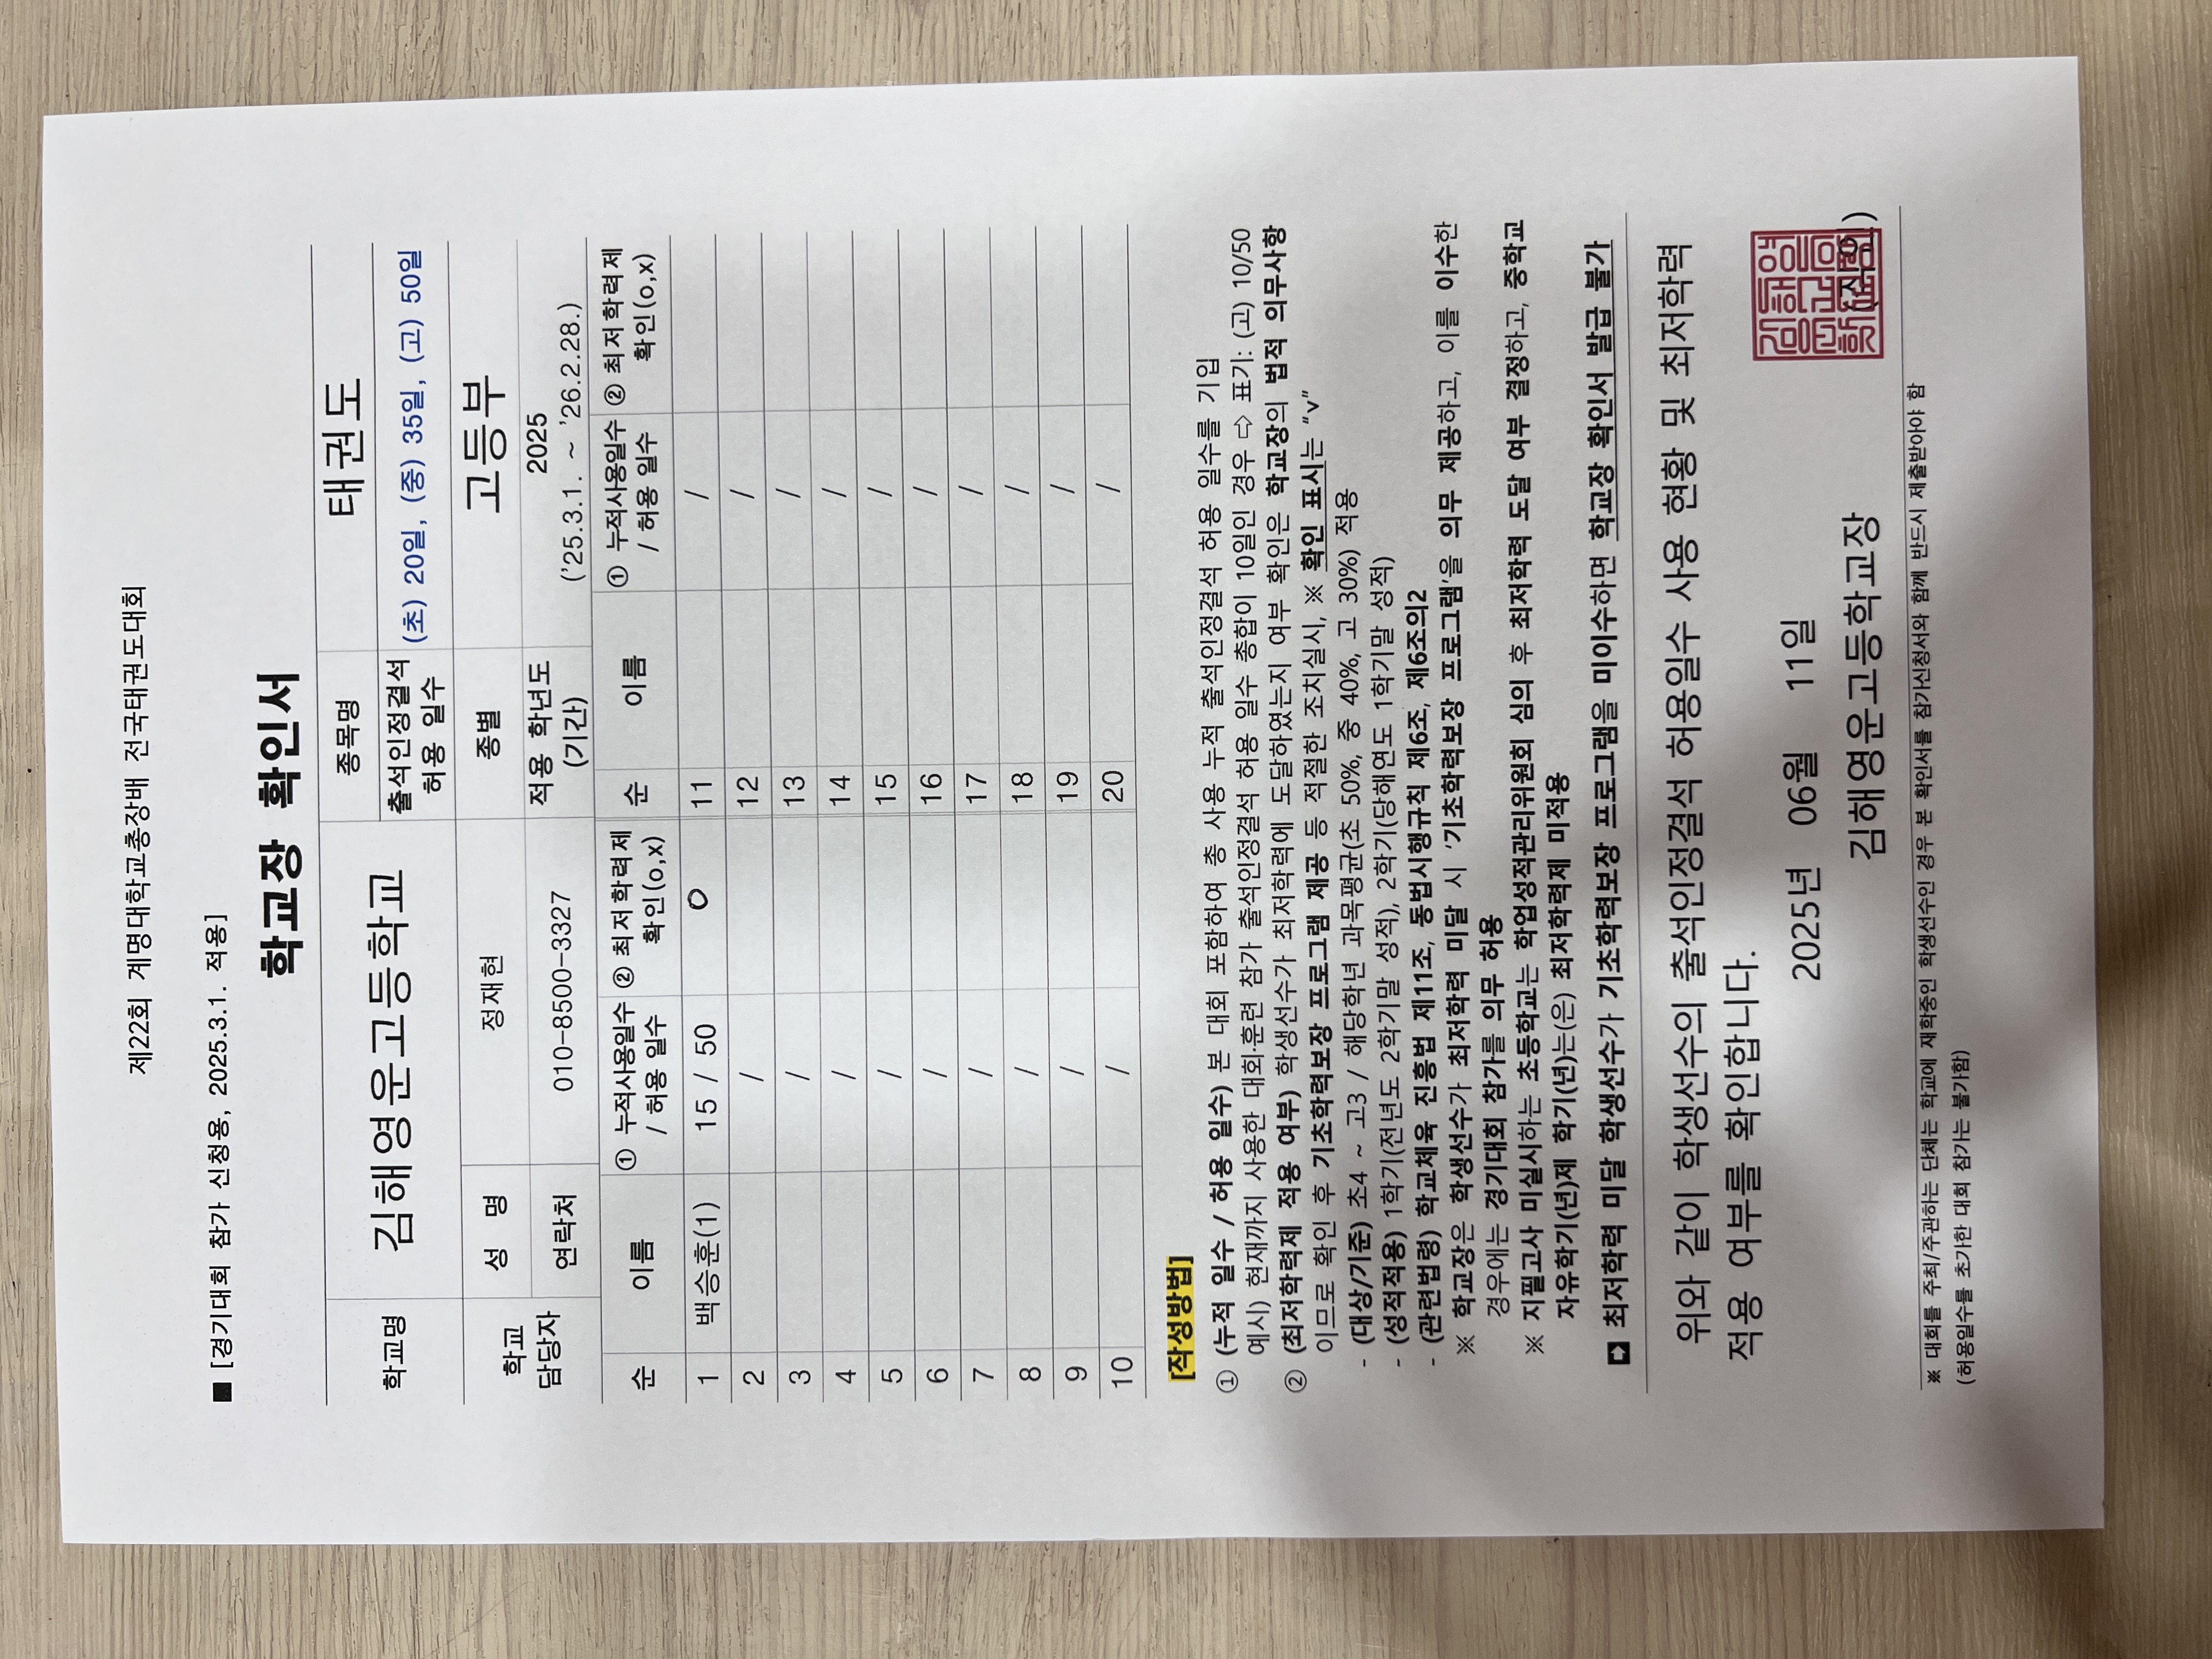 제22회 계명대학교총장배 전국태권도대회
■ [경기대회 참가 신청용, 2025.3.1. 적용]
학교장 확인서
학교명 김해영운고등학교 종목명 태권도
출석인정결석 허용 일수 (초) 20일, (중) 35일, (고) 50일
학교 담당자 성 명 정재현 종별 고등부
연락처 010-8500-3327 적용 학년도 (기간) 2025 ('25.3.1. ~ '26.2.28.)
순 이름 ① 누적사용일수 / 허용 일수 ② 최저학력제 확인(o,x) 순 이름 ① 누적사용일수 / 허용 일수 ② 최저학력제 확인(o,x)
1 백승훈(1) 15 / 50 O 11 /
2 / 12 /
3 / 13 /
4 / 14 /
5 / 15 /
6 / 16 /
7 / 17 /
8 / 18 /
9 / 19 /
10 / 20 /
[작성방법]
① (누적 일수 / 허용 일수) 본 대회 포함하여 총 사용 누적 출석인정결석 허용 일수를 기입
예시) 현재까지 사용한 대회·훈련 참가 출석인정결석 허용 일수 총합이 10일인 경우 ⇨ 표기: (고) 10/50
② (최저학력제 적용 여부) 학생선수가 최저학력에 도달하였는지 여부 확인은 학교장의 법적 의무사항
이므로 확인 후 기초학력보장 프로그램 제공 등 적절한 조치실시, ※ 확인 표시는 “v”
- (대상/기준) 초4 ~ 고3 / 해당학년 과목평균(초 50%, 중 40%, 고 30%) 적용
- (성적적용) 1학기(전년도 2학기말 성적), 2학기(당해연도 1학기말 성적)
- (관련법령) 학교체육 진흥법 제11조, 동법시행규칙 제6조, 제6조의2
※ 학교장은 학생선수가 최저학력 미달 시 '기초학력보장 프로그램'을 의무 제공하고, 이를 이수한
경우에는 경기대회 참가를 의무 허용
※ 지필고사 미실시하는 초등학교는 학업성적관리위원회 심의 후 최저학력 도달 여부 결정하고, 중학교
자유학기(년)제 학기(년)는(은) 최저학력제 미적용
➡ 최저학력 미달 학생선수가 기초학력보장 프로그램을 미이수하면 학교장 확인서 발급 불가
위와 같이 학생선수의 출석인정결석 허용일수 사용 현황 및 최저학력
적용 여부를 확인합니다.
2025년 06월 11일
김해영운고등학교장 (직인)
※ 대회를 주최/주관하는 단체는 학교에 재학중인 학생선수인 경우 본 확인서를 참가신청서와 함께 반드시 제출받아야 함
(허용일수를 초가한 대회 참가는 불가함)